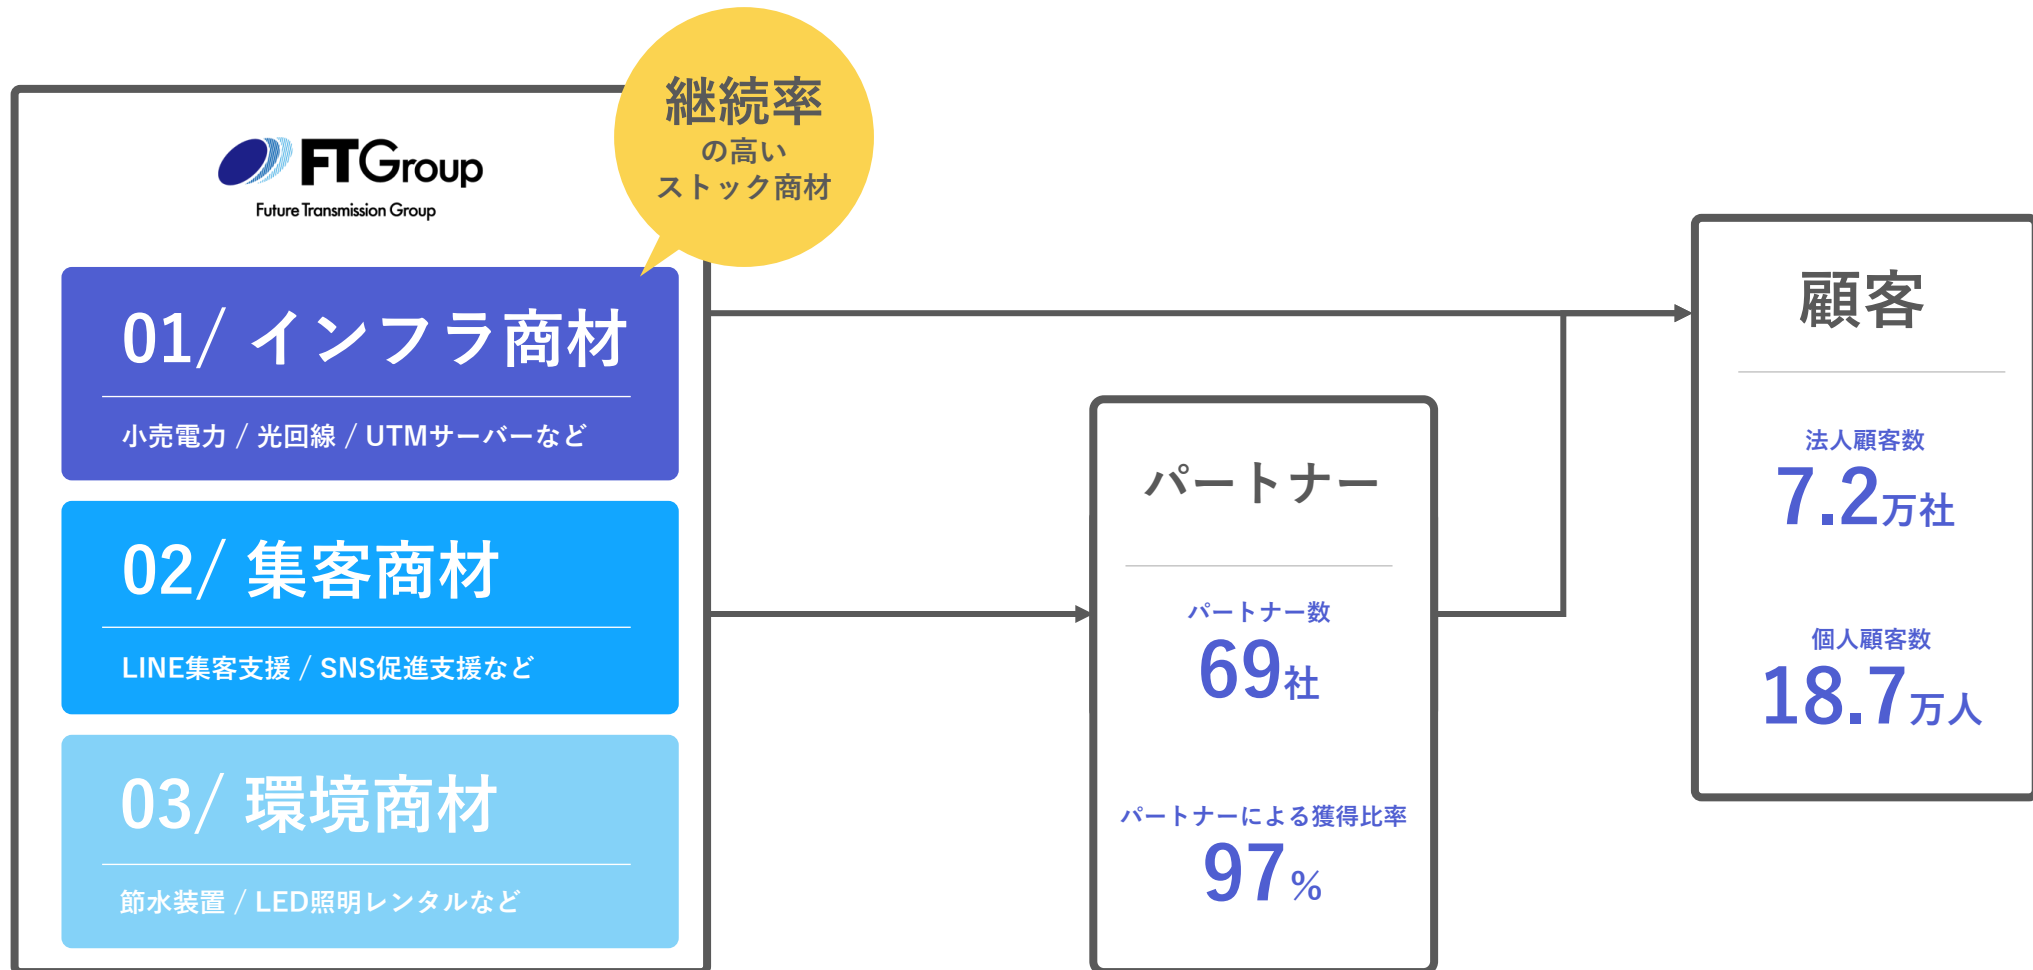 FTGroup
Future Transmission Group
継続率
の高い
ストック商材
01/ インフラ商材
小売電力 / 光回線 / UTMサーバーなど
02/ 集客商材
LINE集客支援 / SNS促進支援など
03/ 環境商材
節水装置 / LED照明レンタルなど
パートナー
パートナー数
69社
パートナーによる獲得比率
97%
顧客
法人顧客数
7.2万社
個人顧客数
18.7万人